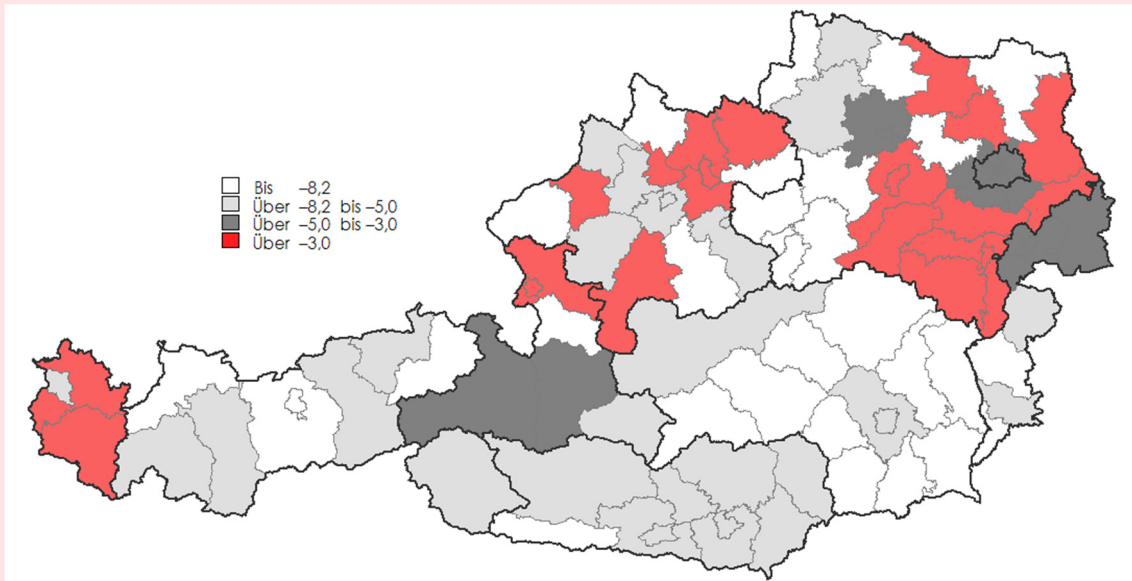 Bis –8,2
Über –8,2 bis –5,0
Über –5,0 bis –3,0
Über –3,0